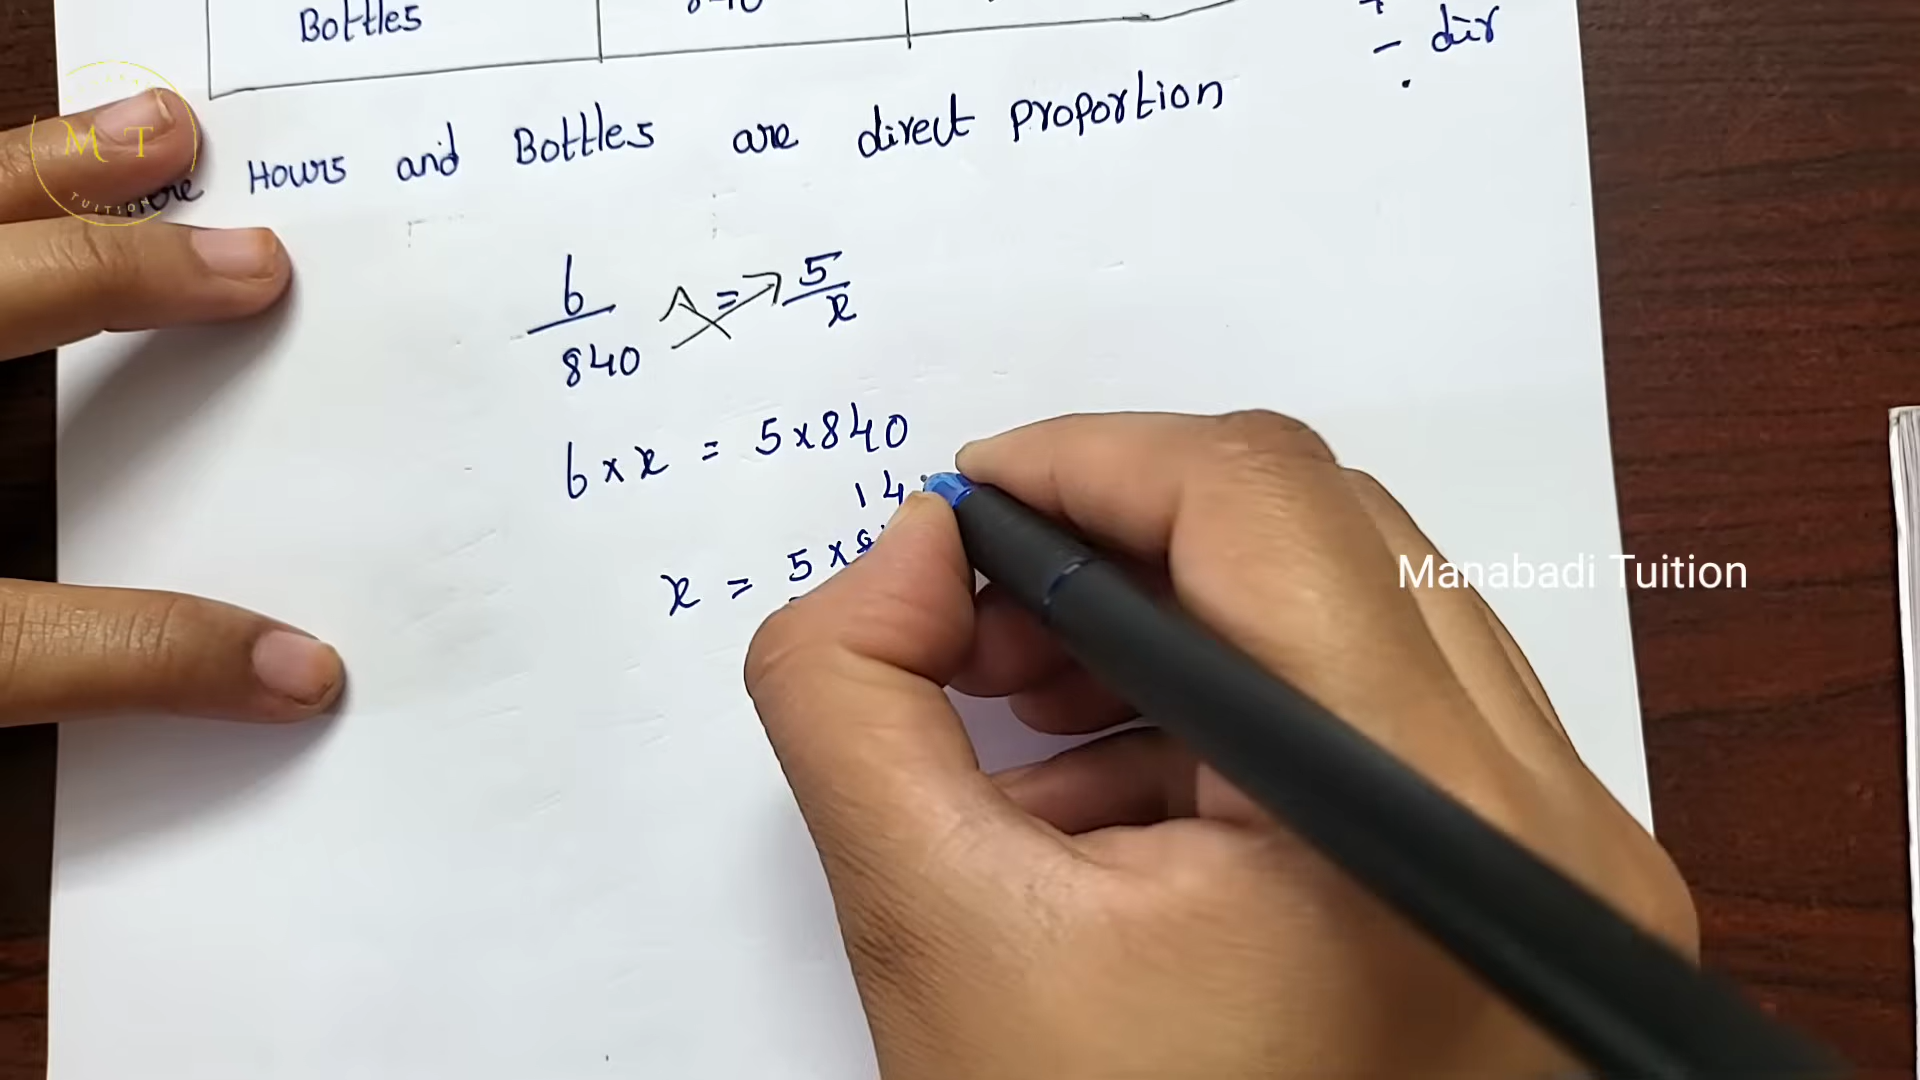 Bottles 840
- dir
Hours and Bottles are direct proportion
M T
TUITION
6/840 = 5/x
6 × x = 5×840
14
x = 5×
Manabadi Tuition